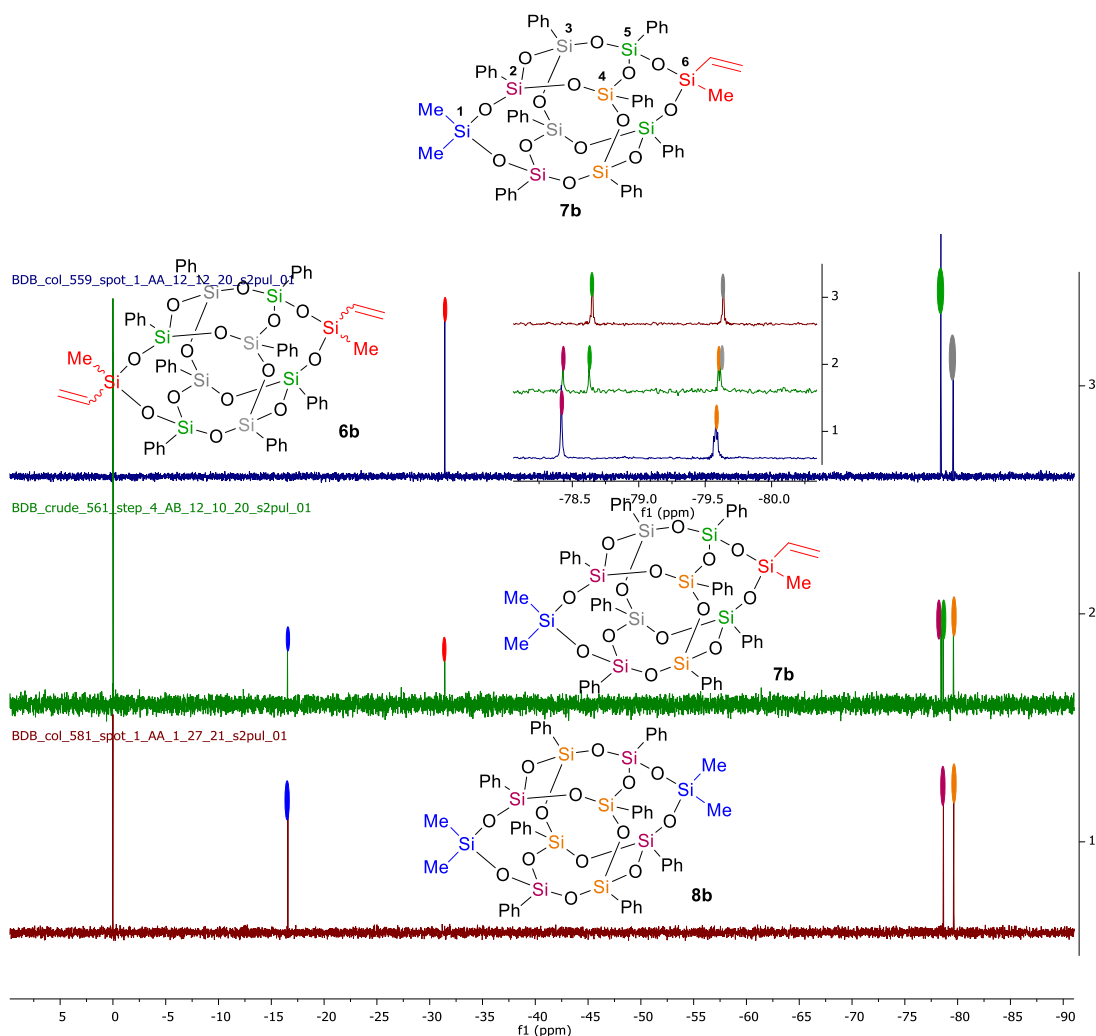 Ph 3 5 Ph
Si O Si 6
O O Si
Ph 2 O 4 O Me
Si Si Ph
Me 1 O O Ph O O
Si Si Si
Me O O O O Ph
Si O Si
Ph Ph
7b
BDB_col_559_spot_1_AA_12_12_20_s2pul_01
Ph O Ph
O Si Si O
Ph O O Si
Si O Si Ph Me
Me O Ph O O O
Si Si O Si
O O O Ph
Si O Si
Ph Ph
6b
3
2
1
-78.5 -79.0 -79.5 -80.0
f1 (ppm)
3
BDB_crude_561_step_4_AB_12_10_20_s2pul_01
Ph O Ph
O Si Si O
Ph O O Si
Si Si Ph Me
Me O O Ph O O
Si Si Si
Me O O O O Ph
Si O Si
Ph Ph
7b
2
BDB_col_581_spot_1_AA_1_27_21_s2pul_01
Ph O Ph
O Si Si O Me
Ph O O Si
Si Si Ph Me
Me O O Ph O O
Si Si Si
Me O O O O Ph
Si O Si
Ph Ph
8b
1
5 0 -5 -10 -15 -20 -25 -30 -35 -40 -45 -50 -55 -60 -65 -70 -75 -80 -85 -90
f1 (ppm)